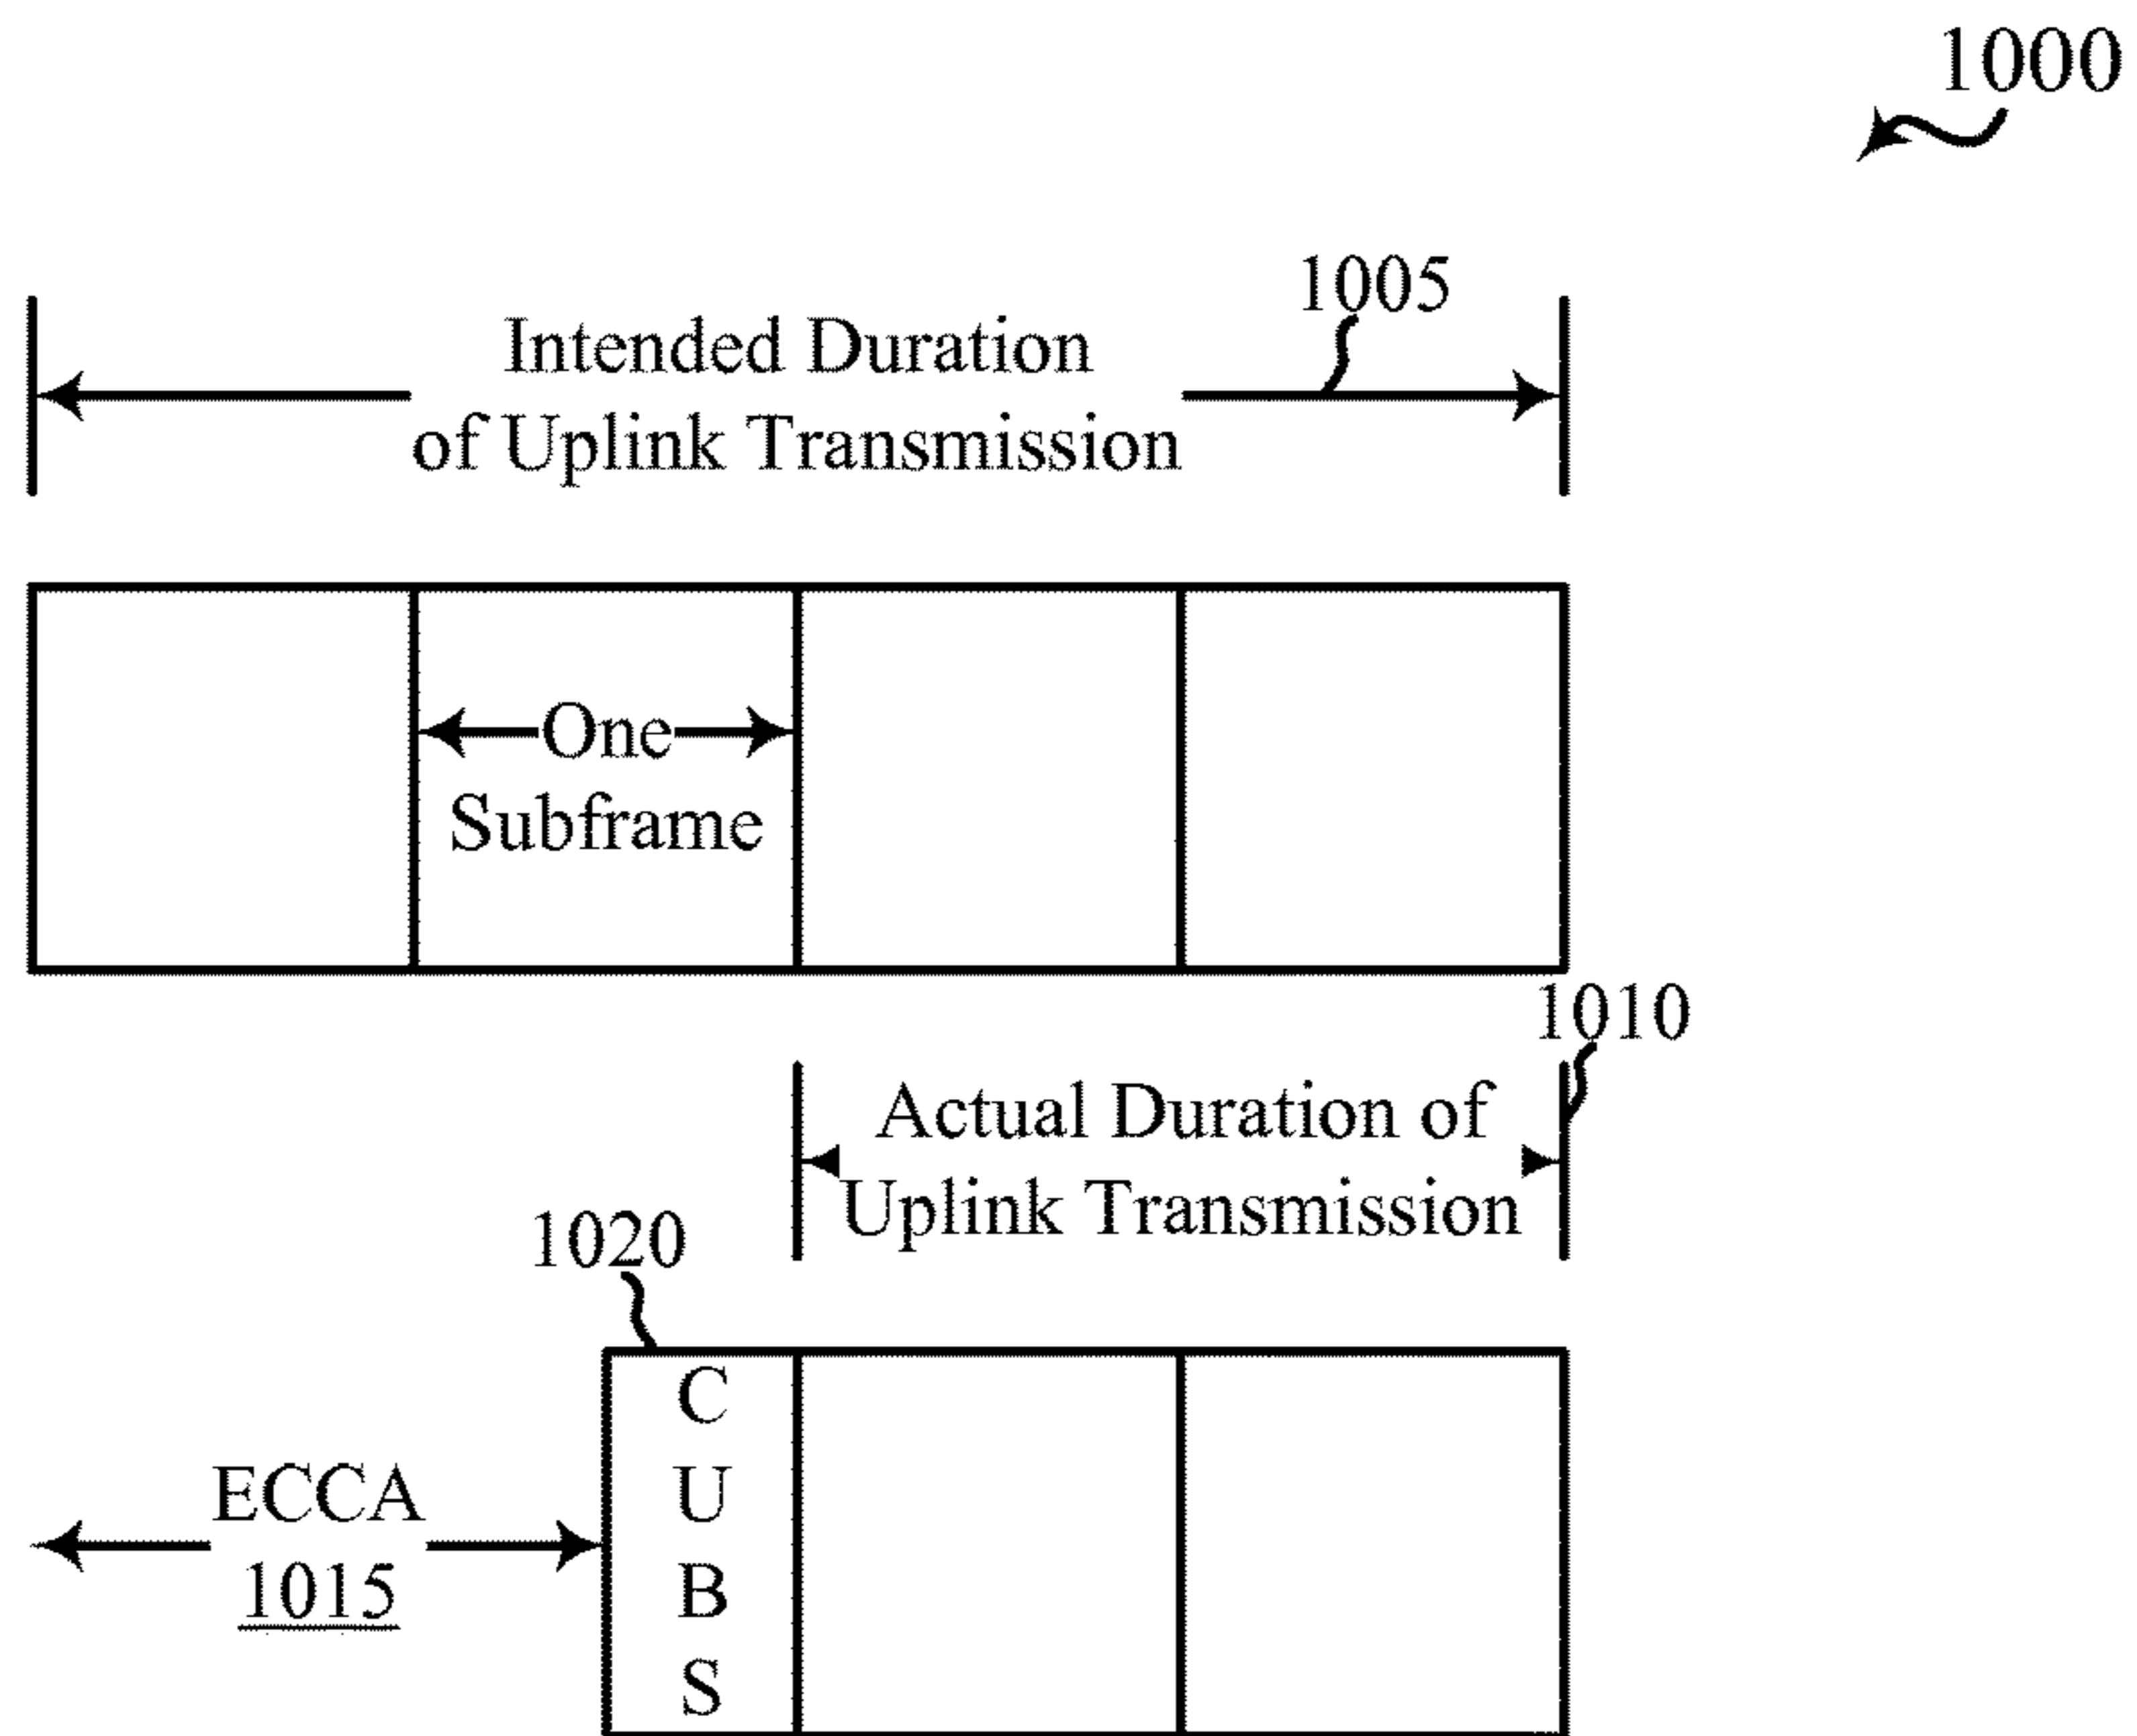 1000
1005
Intended Duration
of Uplink Transmission
One
Subframe
1010
Actual Duration of
Uplink Transmission
1020
C
U
B
S
ECCA
1015